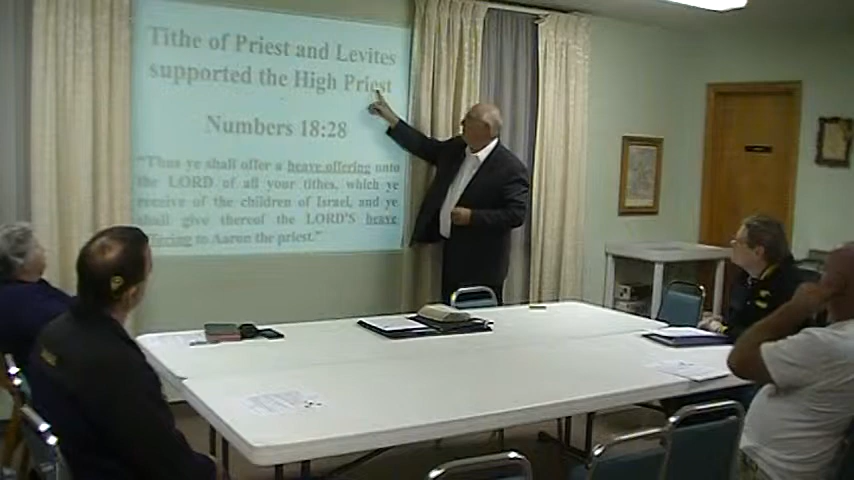 Tithe of Priest and Levites
supported the High Priest
Numbers 18:28
"Thus ye shall offer a heave offering unto
the LORD of all your tithes, which ye
receive of the children of Israel, and ye
shall give thereof the LORD'S heave
offering to Aaron the priest."